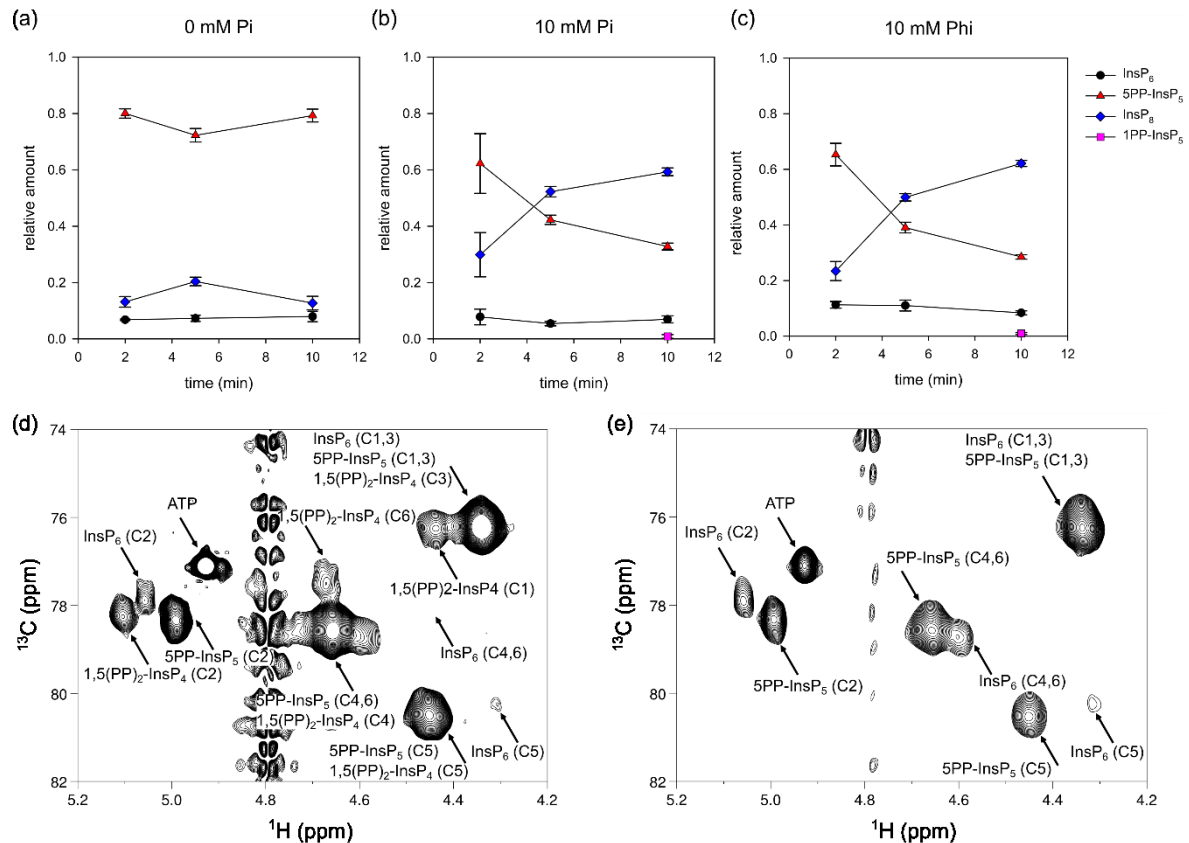 (a)
0 mM Pi
relative amount
1.0
0.8
0.6
0.4
0.2
0.0
0 2 4 6 8 10 12
time (min)
(b)
10 mM Pi
relative amount
1.0
0.8
0.6
0.4
0.2
0.0
0 2 4 6 8 10 12
time (min)
(c)
10 mM Phi
relative amount
1.0
0.8
0.6
0.4
0.2
0.0
0 2 4 6 8 10 12
time (min)
InsP6
5PP-InsP5
InsP8
1PP-InsP5
(d)
74
76
78
80
82
13C (ppm)
InsP6 (C1,3)
5PP-InsP5 (C1,3)
1,5(PP)2-InsP4 (C3)
ATP
1,5(PP)2-InsP4 (C6)
InsP6 (C2)
1,5(PP)2-InsP4 (C1)
InsP6 (C4,6)
5PP-InsP5 (C2)
1,5(PP)2-InsP4 (C2)
5PP-InsP5 (C4,6)
1,5(PP)2-InsP4 (C4)
5PP-InsP5 (C5)
1,5(PP)2-InsP4 (C5)
InsP6 (C5)
5.2 5.0 4.8 4.6 4.4 4.2
1H (ppm)
(e)
74
76
78
80
82
13C (ppm)
InsP6 (C1,3)
5PP-InsP5 (C1,3)
ATP
InsP6 (C2)
5PP-InsP5 (C4,6)
5PP-InsP5 (C2)
InsP6 (C4,6)
InsP6 (C5)
5PP-InsP5 (C5)
5.2 5.0 4.8 4.6 4.4 4.2
1H (ppm)